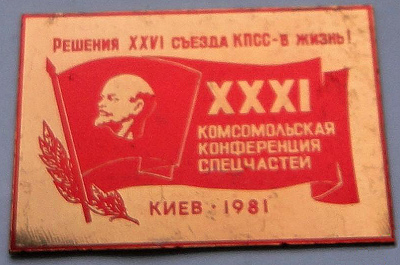 РЕШЕНИЯ XXVI СЪЕЗДА КПСС-В ЖИЗНЬ!
XXXI
КОМСОМОЛЬСКАЯ
КОНФЕРЕНЦИЯ
СПЕЦЧАСТЕЙ
КИЕВ · 1981